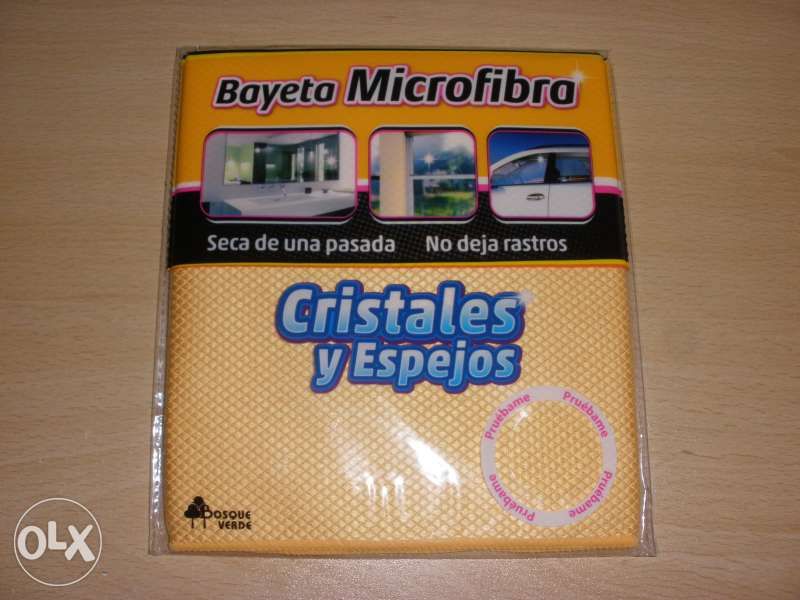 Bayeta Microfibra
Seca de una pasada No deja rastros
Cristales
y Espejos
Pruébame Pruébame Pruébame Pruébame
BOSQUE
VERDE
OLX